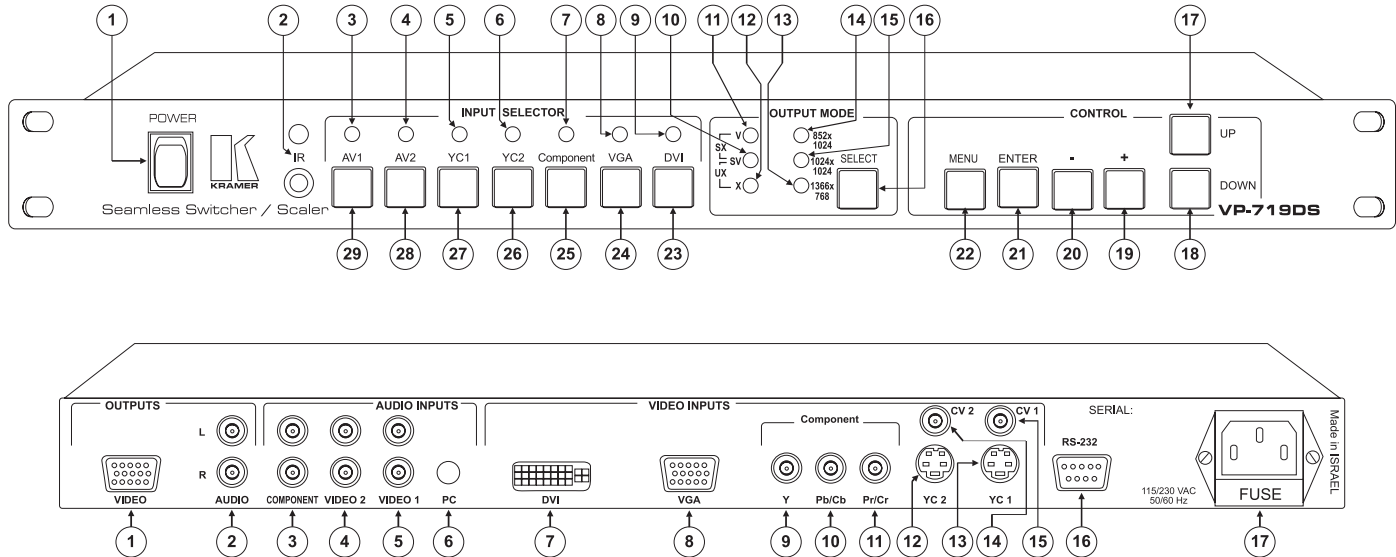 1 2 3 4 5 6 7 8 9 10 11 12 13 14 15 16 17
POWER
INPUT SELECTOR
OUTPUT MODE
CONTROL
IR
AV1 AV2 YC1 YC2 Component VGA DVI
V
SX
SV
UX
X
852x
1024
1024x
1024
1366x
768
SELECT
MENU ENTER - +
UP
DOWN
K
KRAMER
Seamless Switcher / Scaler
VP-719DS
29 28 27 26 25 24 23 22 21 20 19 18
OUTPUTS
AUDIO INPUTS
VIDEO INPUTS
Component
CV 2
CV 1
SERIAL:
RS-232
Made in ISRAEL
L
R
VIDEO AUDIO COMPONENT VIDEO 2 VIDEO 1 PC DVI VGA Y Pb/Cb Pr/Cr YC 2 YC 1
115/230 VAC
50/60 Hz
FUSE
1 2 3 4 5 6 7 8 9 10 11 12 13 14 15 16 17